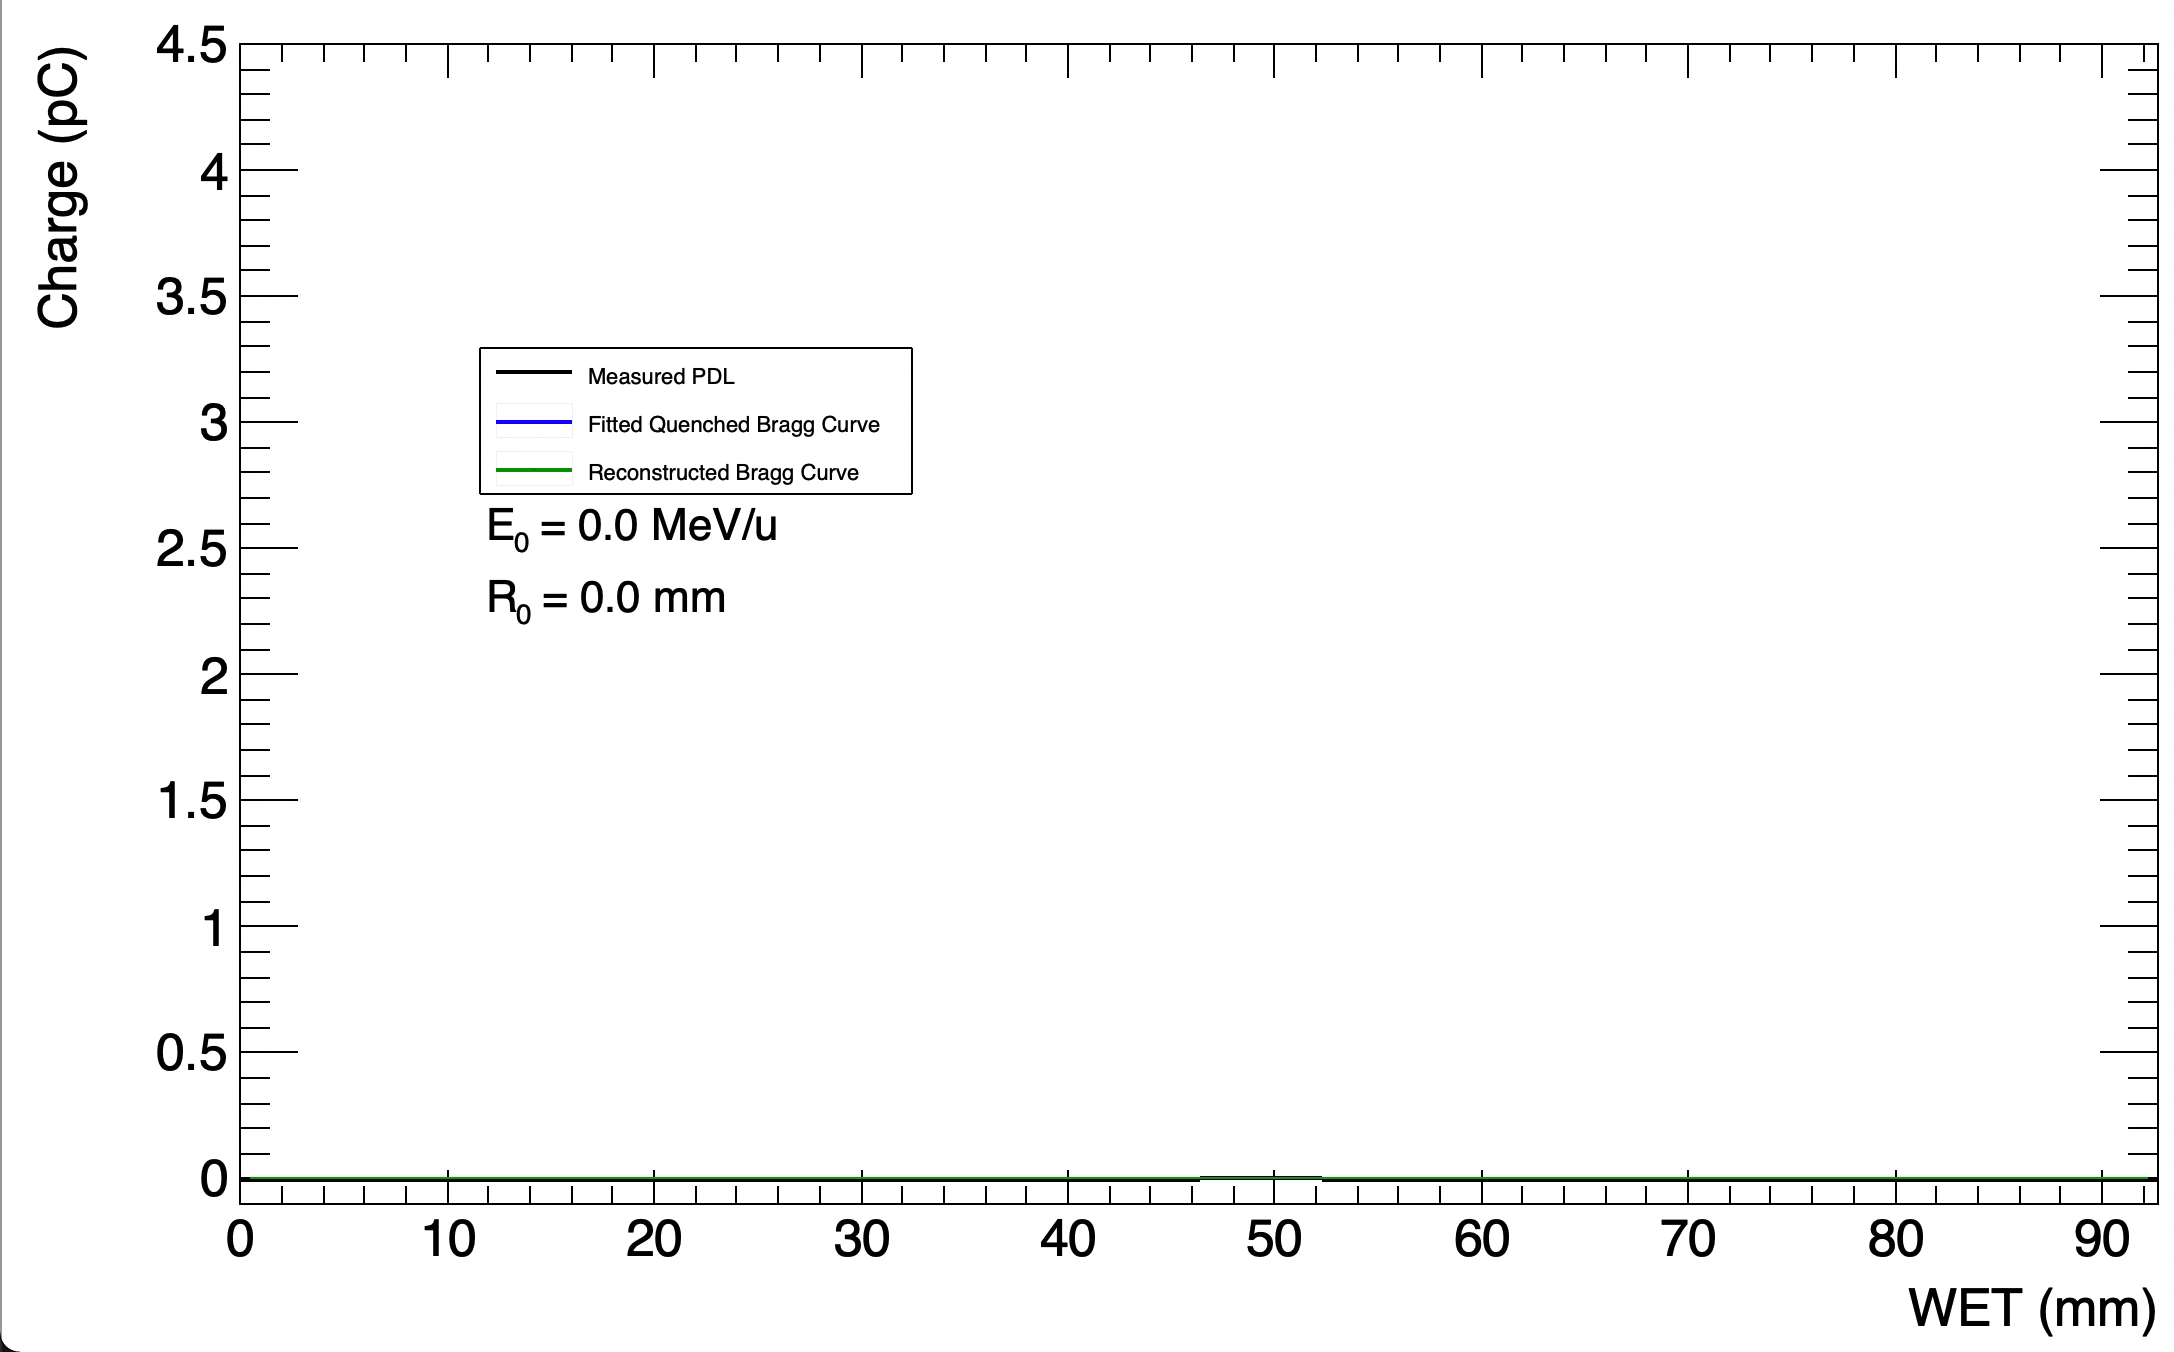 Charge (pC)
4.5
4
3.5
3
2.5
2
1.5
1
0.5
0
Measured PDL
Fitted Quenched Bragg Curve
Reconstructed Bragg Curve
E₀ = 0.0 MeV/u
R₀ = 0.0 mm
0 10 20 30 40 50 60 70 80 90
WET (mm)